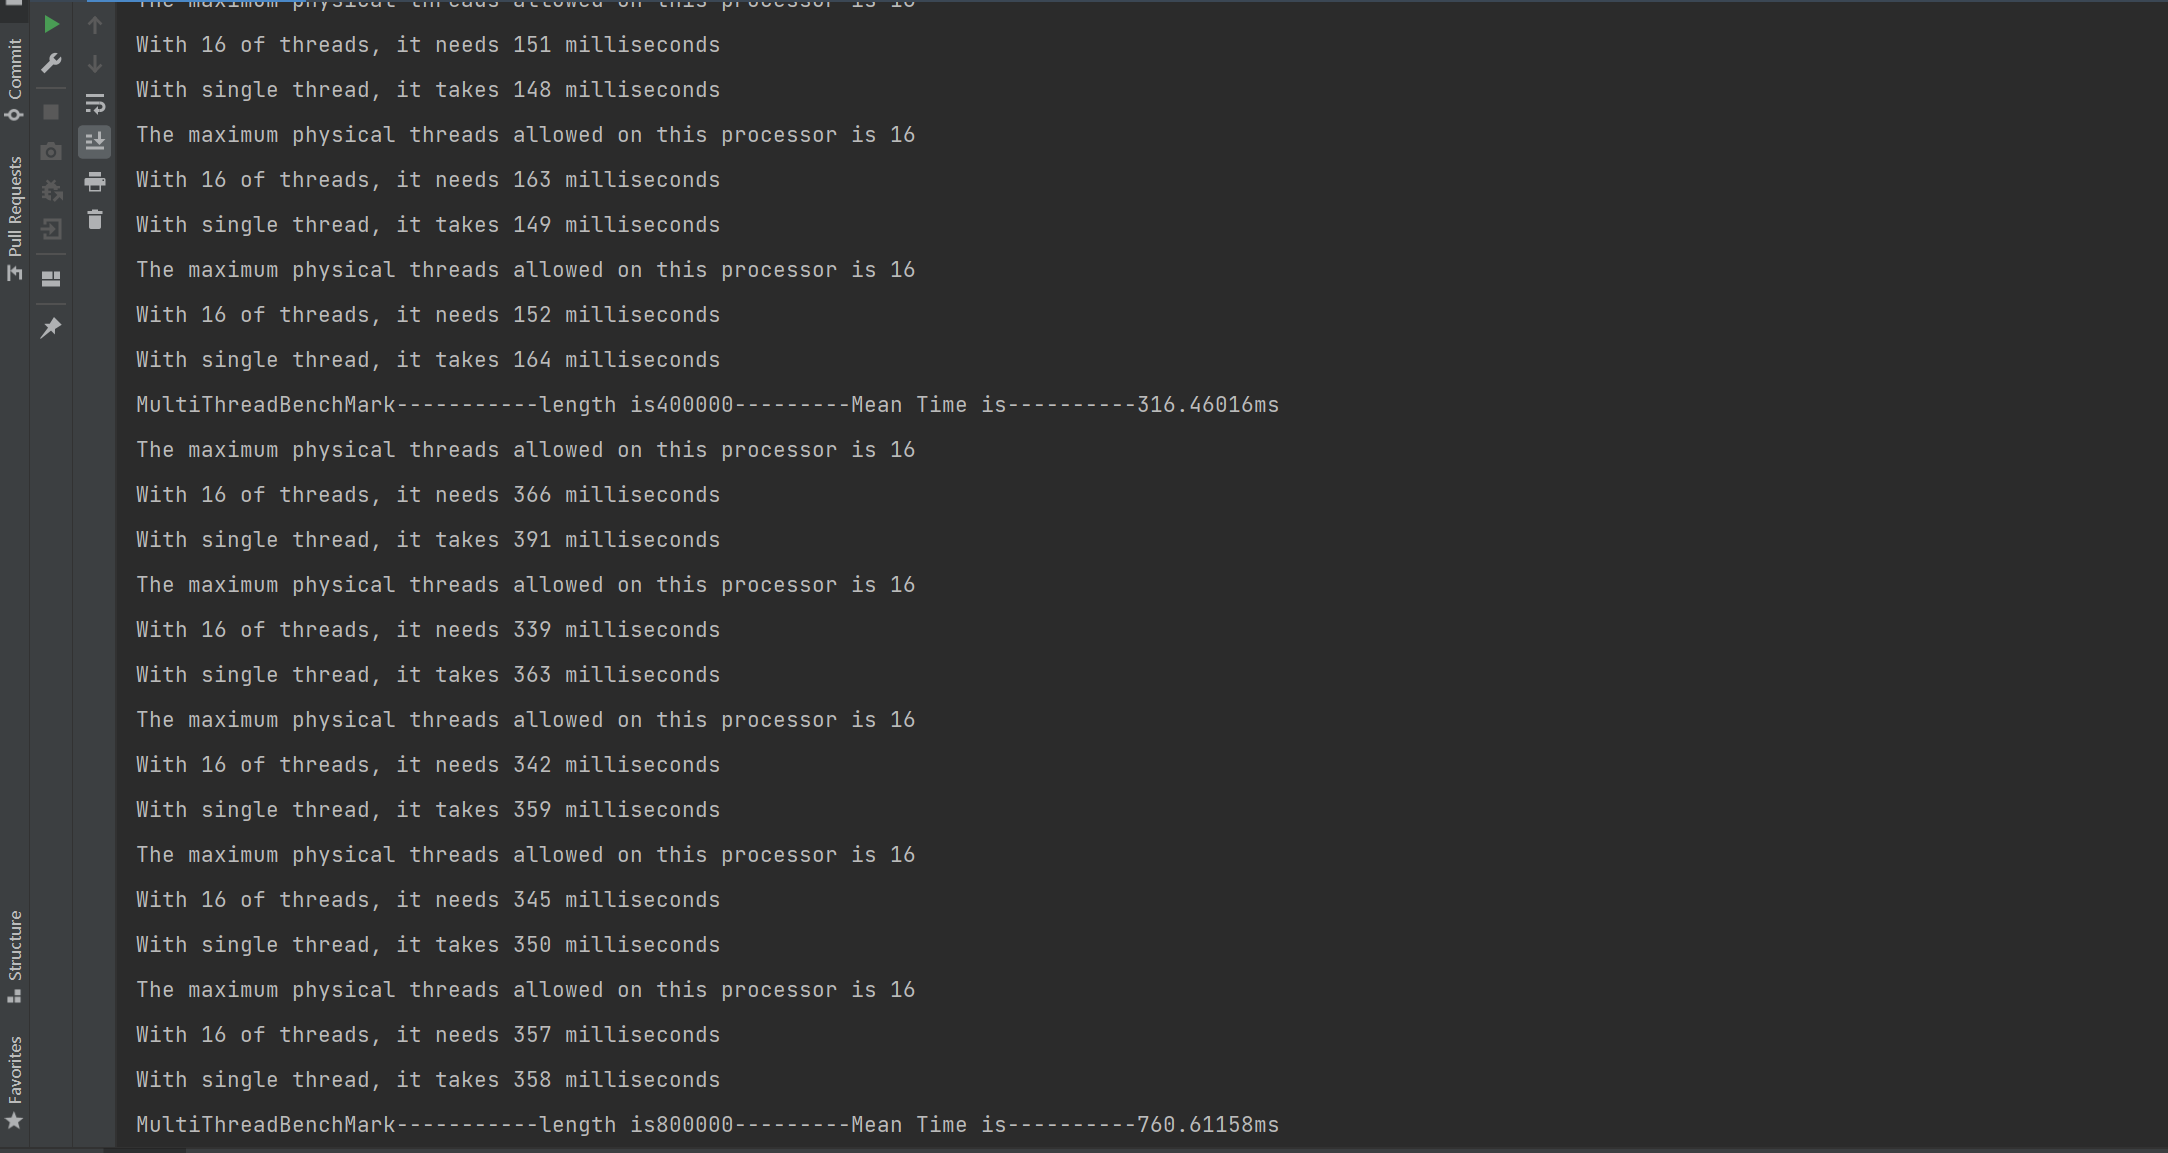 Commit
Pull Requests
Structure
Favorites
The maximum physical threads allowed on this processor is 16
With 16 of threads, it needs 151 milliseconds
With single thread, it takes 148 milliseconds
The maximum physical threads allowed on this processor is 16
With 16 of threads, it needs 163 milliseconds
With single thread, it takes 149 milliseconds
The maximum physical threads allowed on this processor is 16
With 16 of threads, it needs 152 milliseconds
With single thread, it takes 164 milliseconds
MultiThreadBenchMark-----------length is400000---------Mean Time is----------316.46016ms
The maximum physical threads allowed on this processor is 16
With 16 of threads, it needs 366 milliseconds
With single thread, it takes 391 milliseconds
The maximum physical threads allowed on this processor is 16
With 16 of threads, it needs 339 milliseconds
With single thread, it takes 363 milliseconds
The maximum physical threads allowed on this processor is 16
With 16 of threads, it needs 342 milliseconds
With single thread, it takes 359 milliseconds
The maximum physical threads allowed on this processor is 16
With 16 of threads, it needs 345 milliseconds
With single thread, it takes 350 milliseconds
The maximum physical threads allowed on this processor is 16
With 16 of threads, it needs 357 milliseconds
With single thread, it takes 358 milliseconds
MultiThreadBenchMark-----------length is800000---------Mean Time is----------760.61158ms